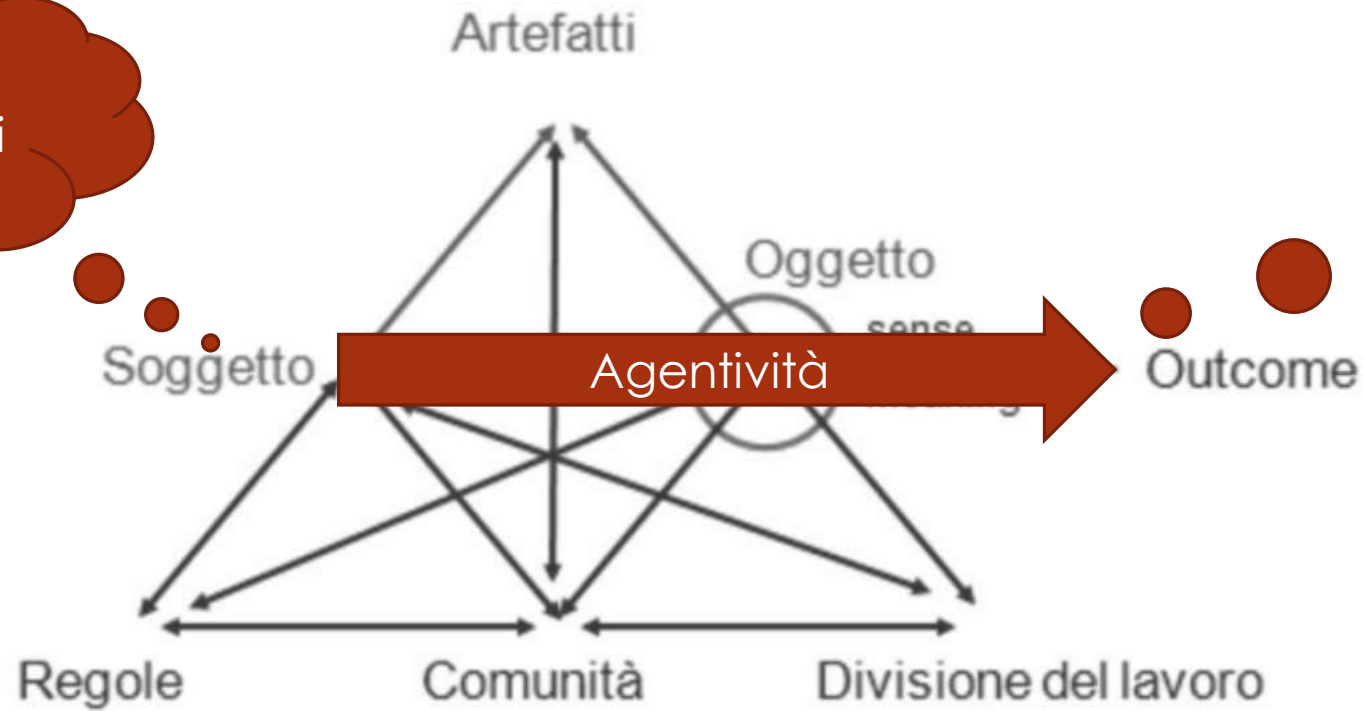 Artefatti
Oggetto
Soggetto
Agentività
Outcome
Regole
Comunità
Divisione del lavoro